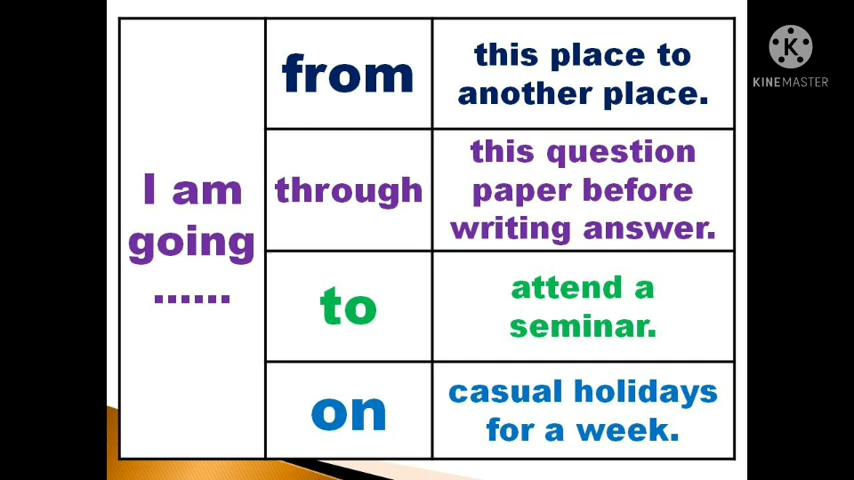 from
this place to
another place.
I am
going
......
through
this question
paper before
writing answer.
to
attend a
seminar.
on
casual holidays
for a week.
K
KINEMASTER